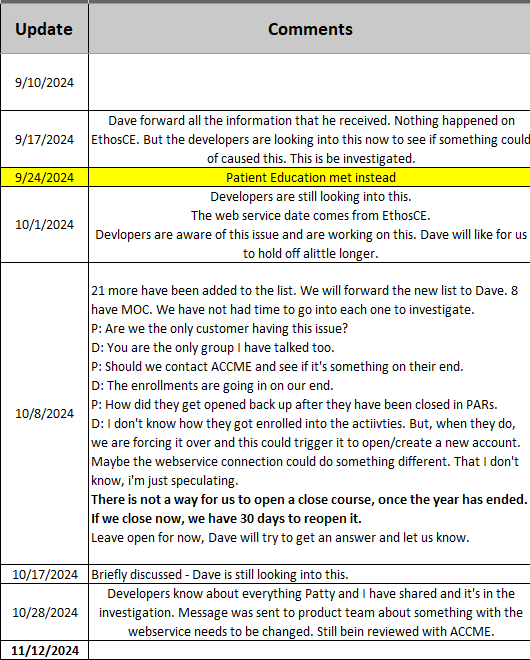 Update Comments
9/10/2024
9/17/2024
Dave forward all the information that he received. Nothing happened on
EthosCE. But the developers are looking into this now to see if something could
of caused this. This is be investigated.
9/24/2024 Patient Education met instead
10/1/2024
Developers are still looking into this.
The web service date comes from EthosCE.
Devlopers are aware of this issue and are working on this. Dave will like for us
to hold off alittle longer.
10/8/2024
21 more have been added to the list. We will forward the new list to Dave. 8
have MOC. We have not had time to go into each one to investigate.
P: Are we the only customer having this issue?
D: You are the only group I have talked too.
P: Should we contact ACCME and see if it's something on their end.
D: The enrollments are going in on our end.
P: How did they get opened back up after they have been closed in PARs.
D: I don't know how they got enrolled into the actiivties. But, when they do,
we are forcing it over and this could trigger it to open/create a new account.
Maybe the webservice connection could do something different. That I don't
know, i'm just speculating.
There is not a way for us to open a close course, once the year has ended.
If we close now, we have 30 days to reopen it.
Leave open for now, Dave will try to get an answer and let us know.
10/17/2024 Briefly discussed - Dave is still looking into this.
10/28/2024
Developers know about everything Patty and I have shared and it's in the
investigation. Message was sent to product team about something with the
webservice needs to be changed. Still bein reviewed with ACCME.
11/12/2024